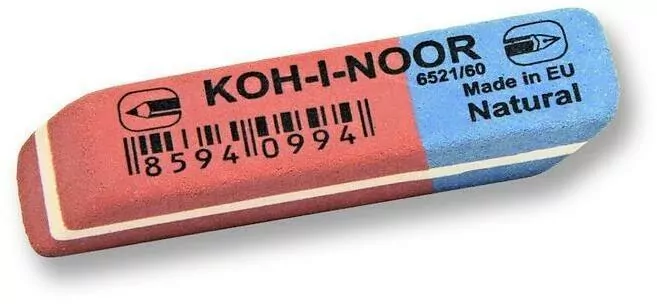 KOH-I-NOOR
6521/60
Made in EU
Natural
8594 0994